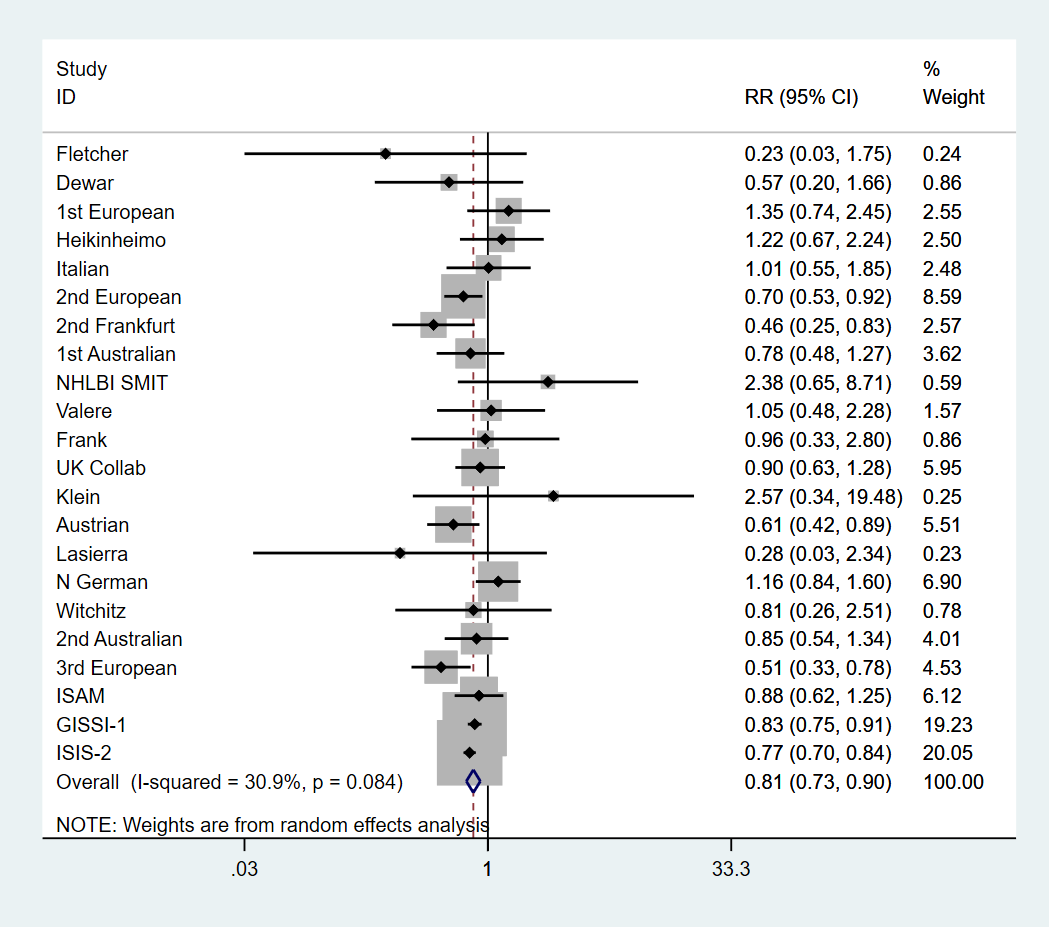 Study %
ID RR (95% CI) Weight
Fletcher 0.23 (0.03, 1.75) 0.24
Dewar 0.57 (0.20, 1.66) 0.86
1st European 1.35 (0.74, 2.45) 2.55
Heikinheimo 1.22 (0.67, 2.24) 2.50
Italian 1.01 (0.55, 1.85) 2.48
2nd European 0.70 (0.53, 0.92) 8.59
2nd Frankfurt 0.46 (0.25, 0.83) 2.57
1st Australian 0.78 (0.48, 1.27) 3.62
NHLBI SMIT 2.38 (0.65, 8.71) 0.59
Valere 1.05 (0.48, 2.28) 1.57
Frank 0.96 (0.33, 2.80) 0.86
UK Collab 0.90 (0.63, 1.28) 5.95
Klein 2.57 (0.34, 19.48) 0.25
Austrian 0.61 (0.42, 0.89) 5.51
Lasierra 0.28 (0.03, 2.34) 0.23
N German 1.16 (0.84, 1.60) 6.90
Witchitz 0.81 (0.26, 2.51) 0.78
2nd Australian 0.85 (0.54, 1.34) 4.01
3rd European 0.51 (0.33, 0.78) 4.53
ISAM 0.88 (0.62, 1.25) 6.12
GISSI-1 0.83 (0.75, 0.91) 19.23
ISIS-2 0.77 (0.70, 0.84) 20.05
Overall (I-squared = 30.9%, p = 0.084) 0.81 (0.73, 0.90) 100.00
NOTE: Weights are from random effects analysis
.03 1 33.3